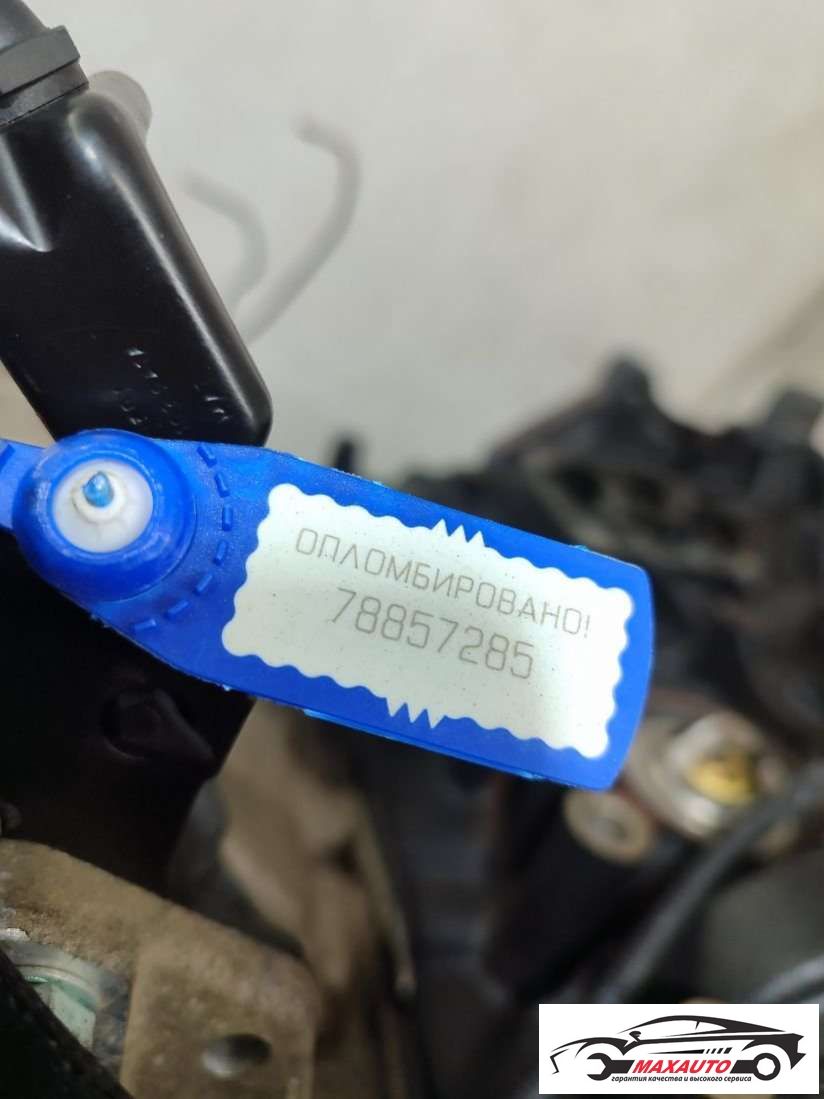 ОПЛОМБИРОВАНО!
78857285
MAXAUTO
гарантия качества и высокого сервиса